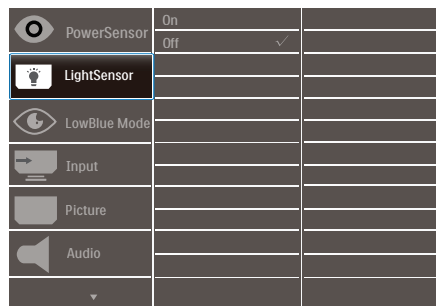 PowerSensor
On
Off
LightSensor
LowBlue Mode
Input
Picture
Audio